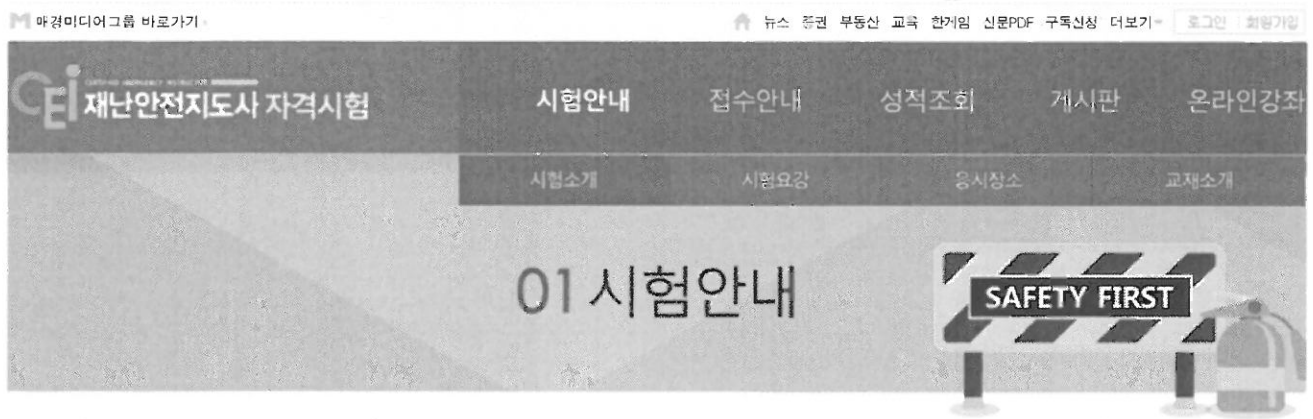 M 매경미디어그룹 바로가기
뉴스 증권 부동산 교육 한게임 신문PDF 구독신청 더보기 로그인 회원가입
CEi 재난안전지도사 자격시험
시험안내 접수안내 성적조회 게시판 온라인강좌
시험소개 시험요강 응시장소 교재소개
01 시험안내
SAFETY FIRST